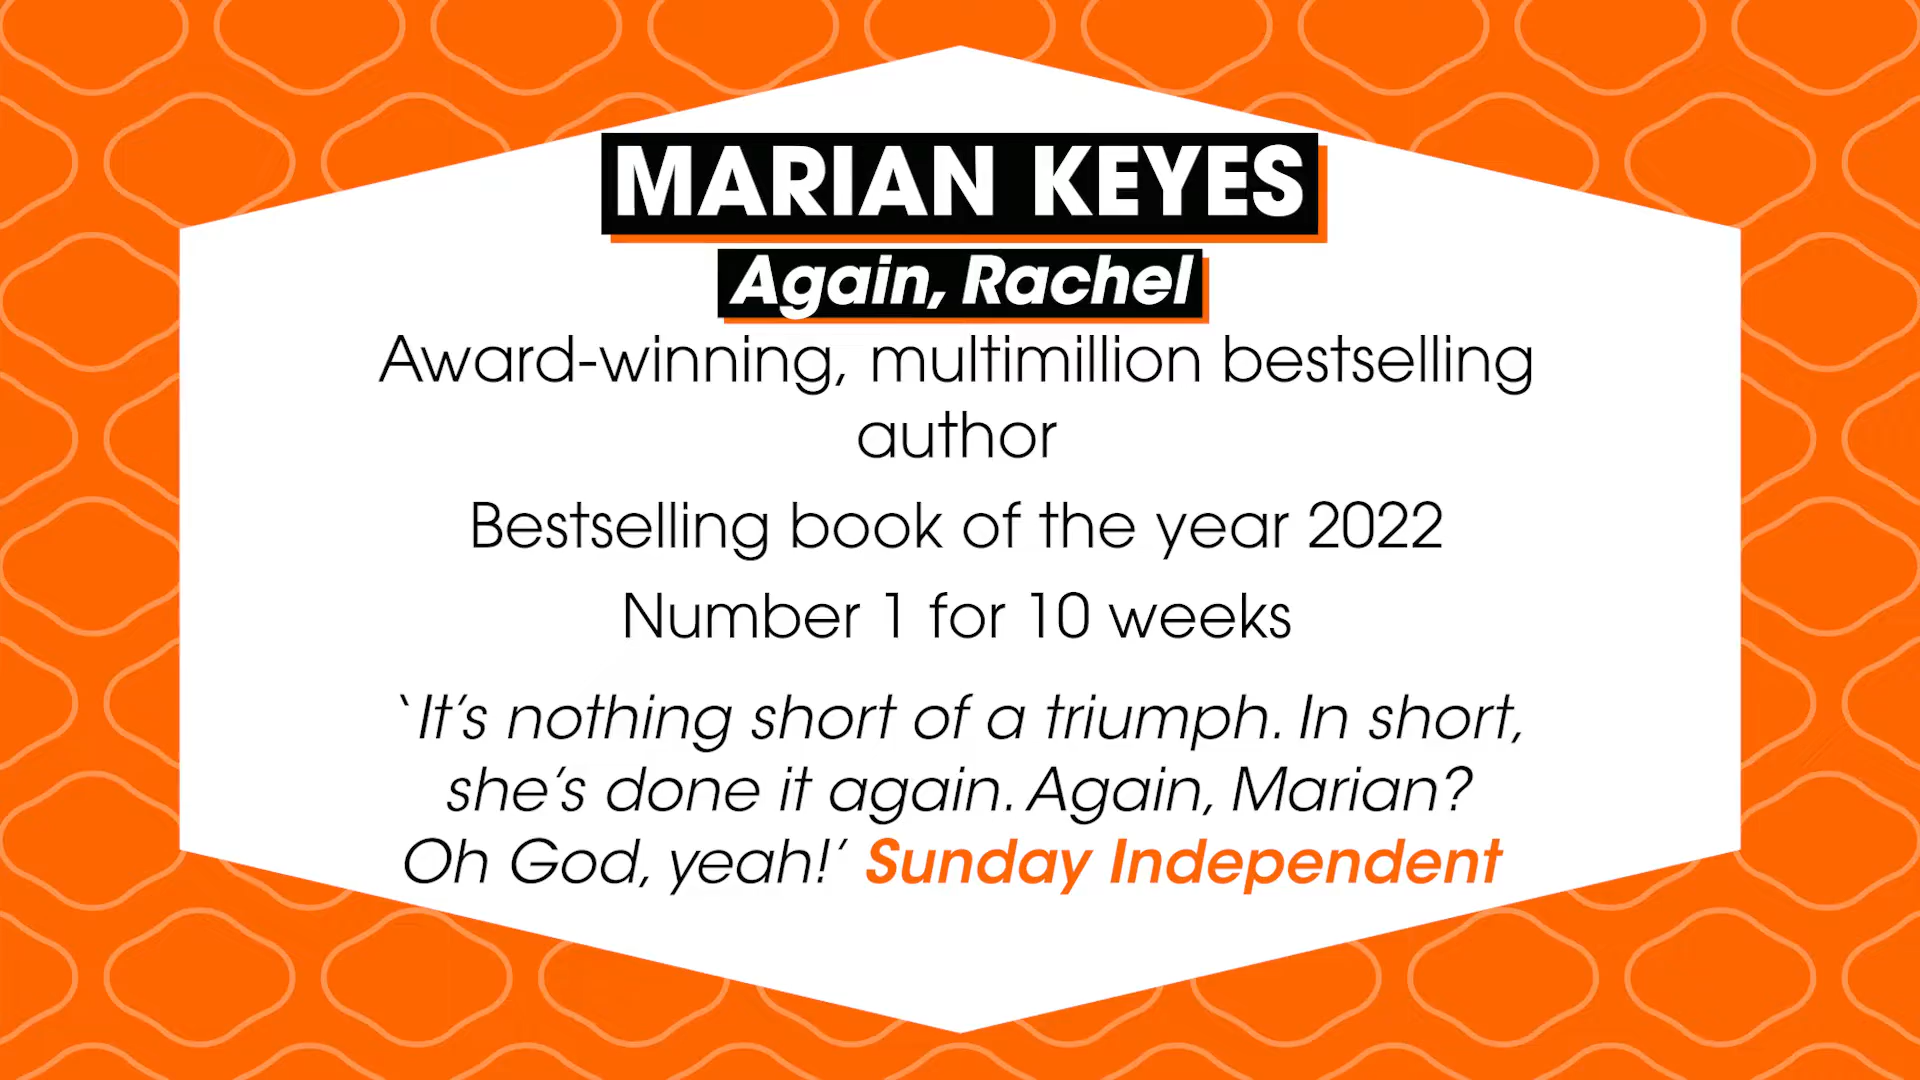 MARIAN KEYES
Again, Rachel
Award-winning, multimillion bestselling
author
Bestselling book of the year 2022
Number 1 for 10 weeks
`It’s nothing short of a triumph. In short,
she’s done it again. Again, Marian?
Oh God, yeah!’ Sunday Independent